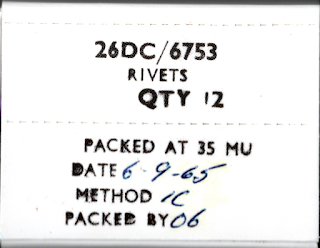 26DC/6753
RIVETS
QTY 12
PACKED AT 35 MU
DATE 6-9-65
METHOD 1C
PACKED BY 06